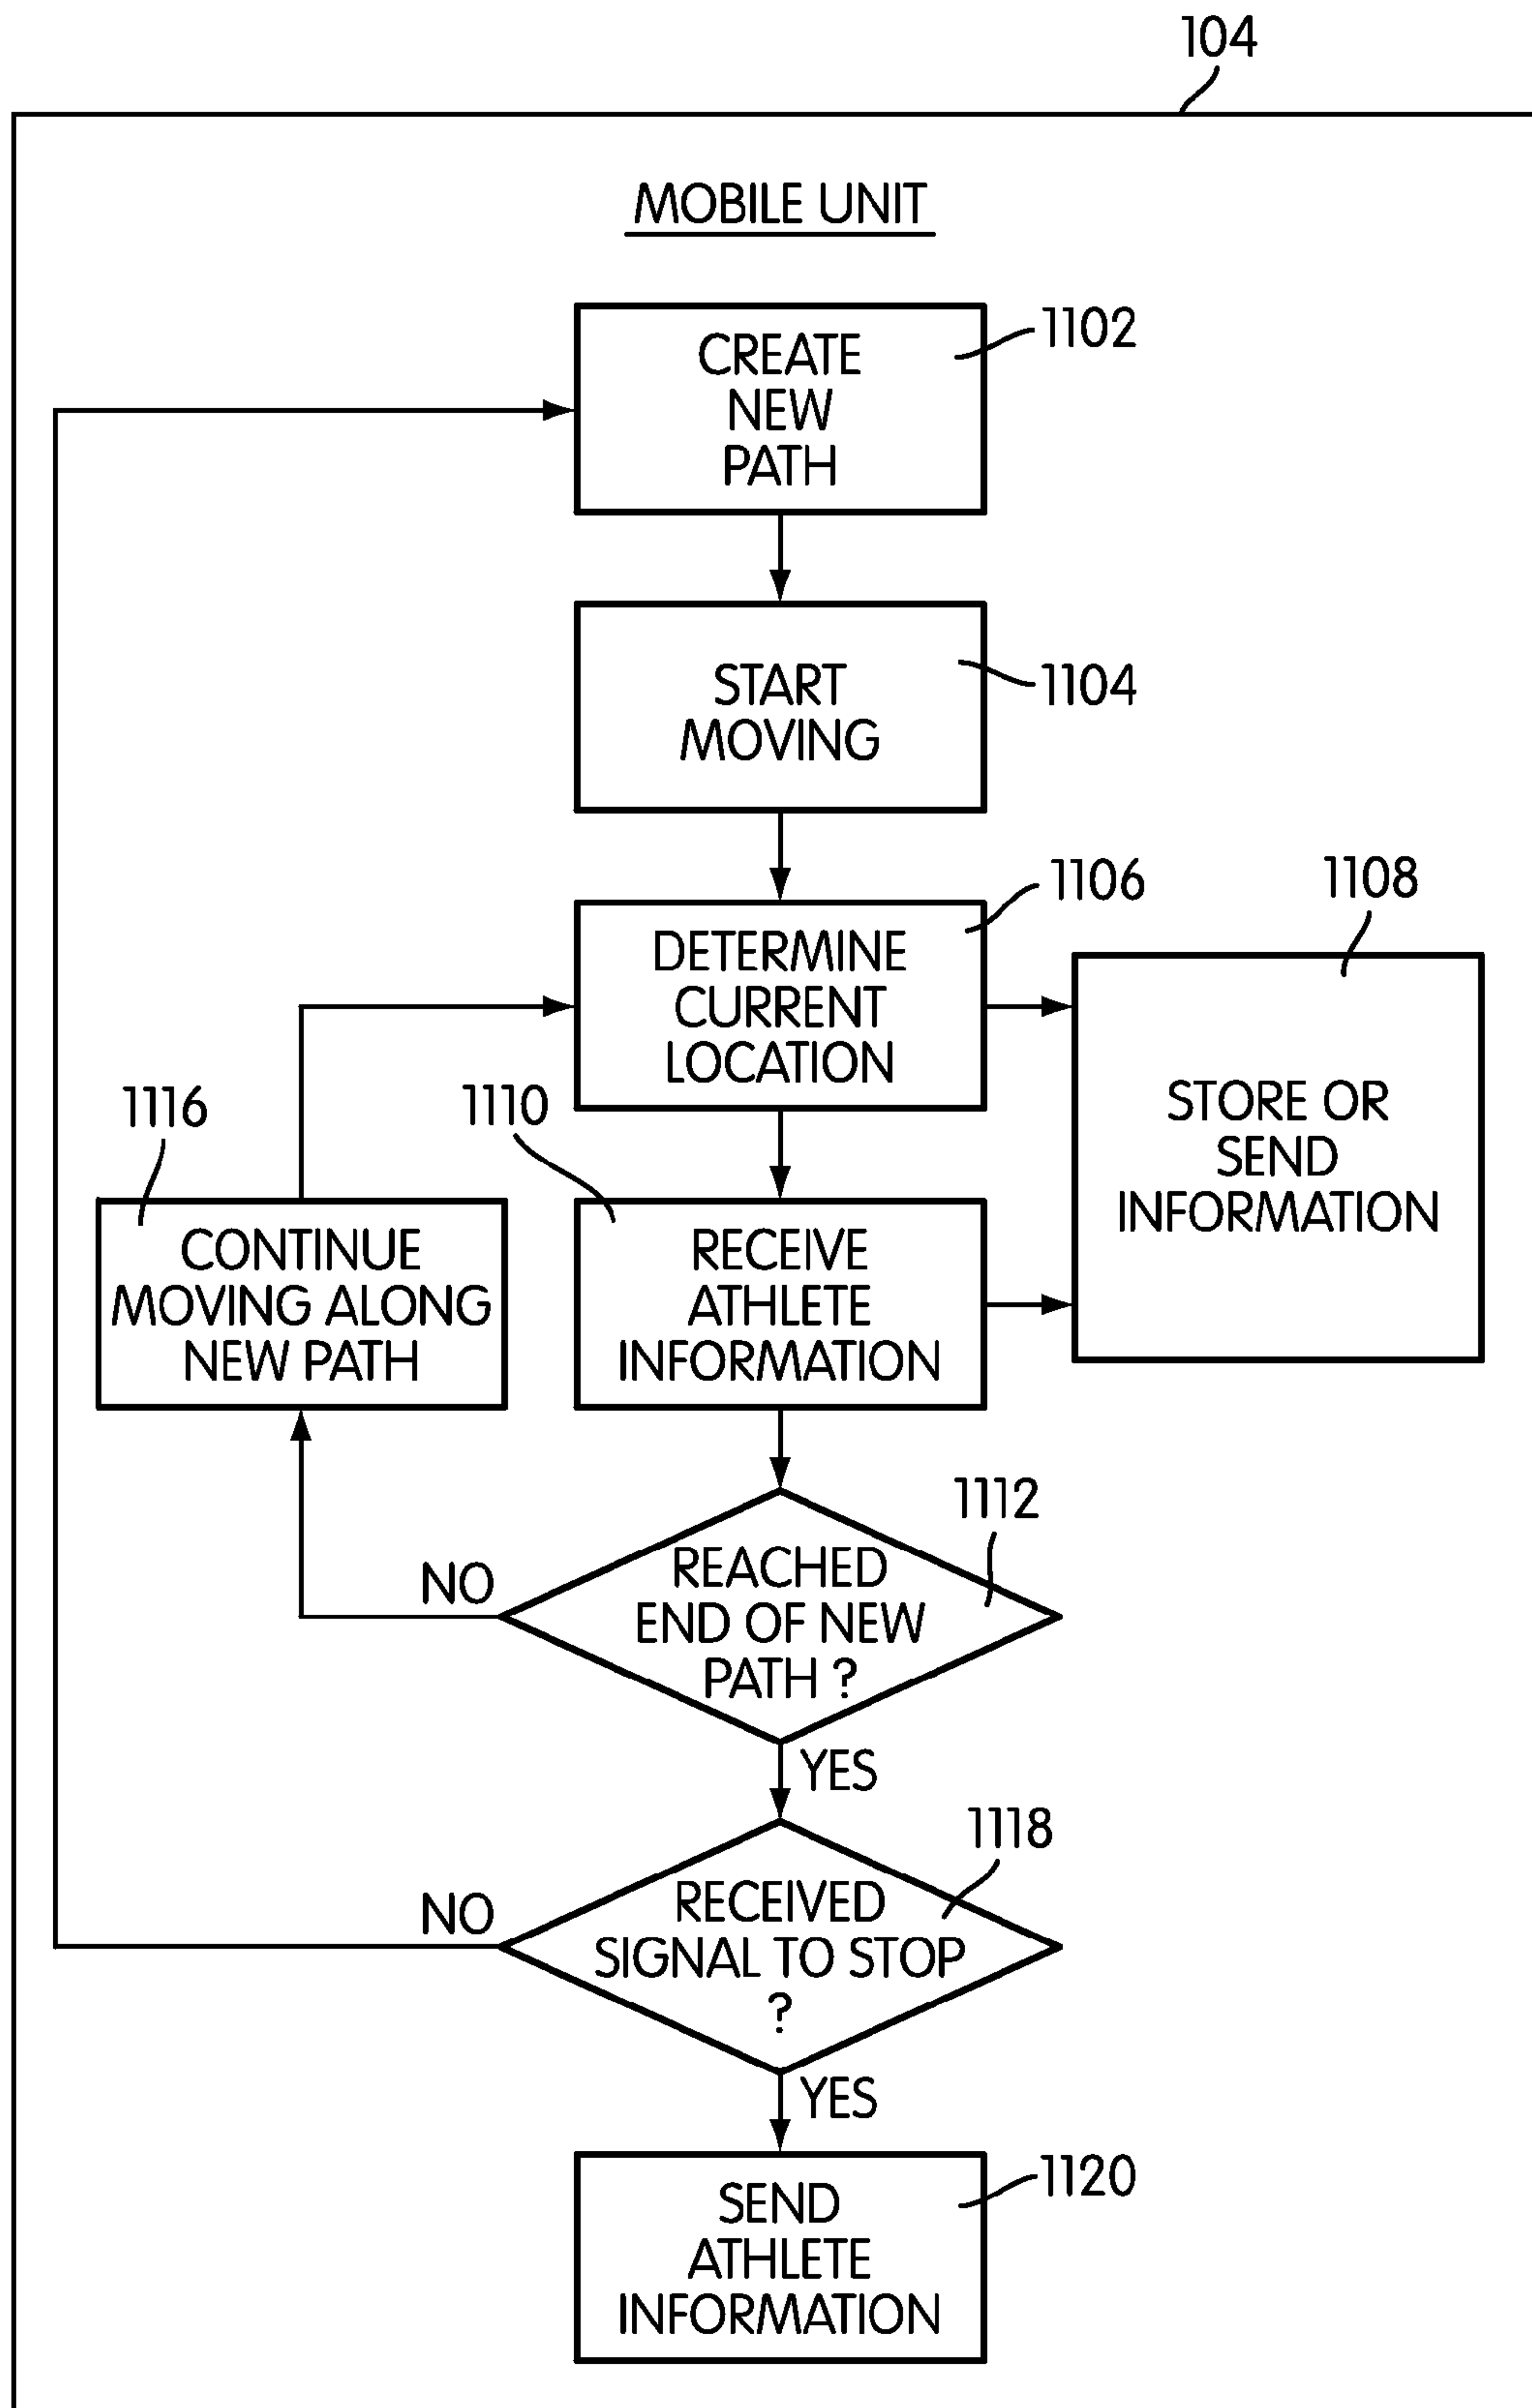 104
MOBILE UNIT
CREATE
NEW
PATH
1102
START
MOVING
1104
DETERMINE
CURRENT
LOCATION
1106
1108
STORE OR
SEND
INFORMATION
1116
CONTINUE
MOVING ALONG
NEW PATH
1110
RECEIVE
ATHLETE
INFORMATION
1112
REACHED
END OF NEW
PATH ?
NO
YES
1118
RECEIVED
SIGNAL TO STOP
?
NO
YES
1120
SEND
ATHLETE
INFORMATION